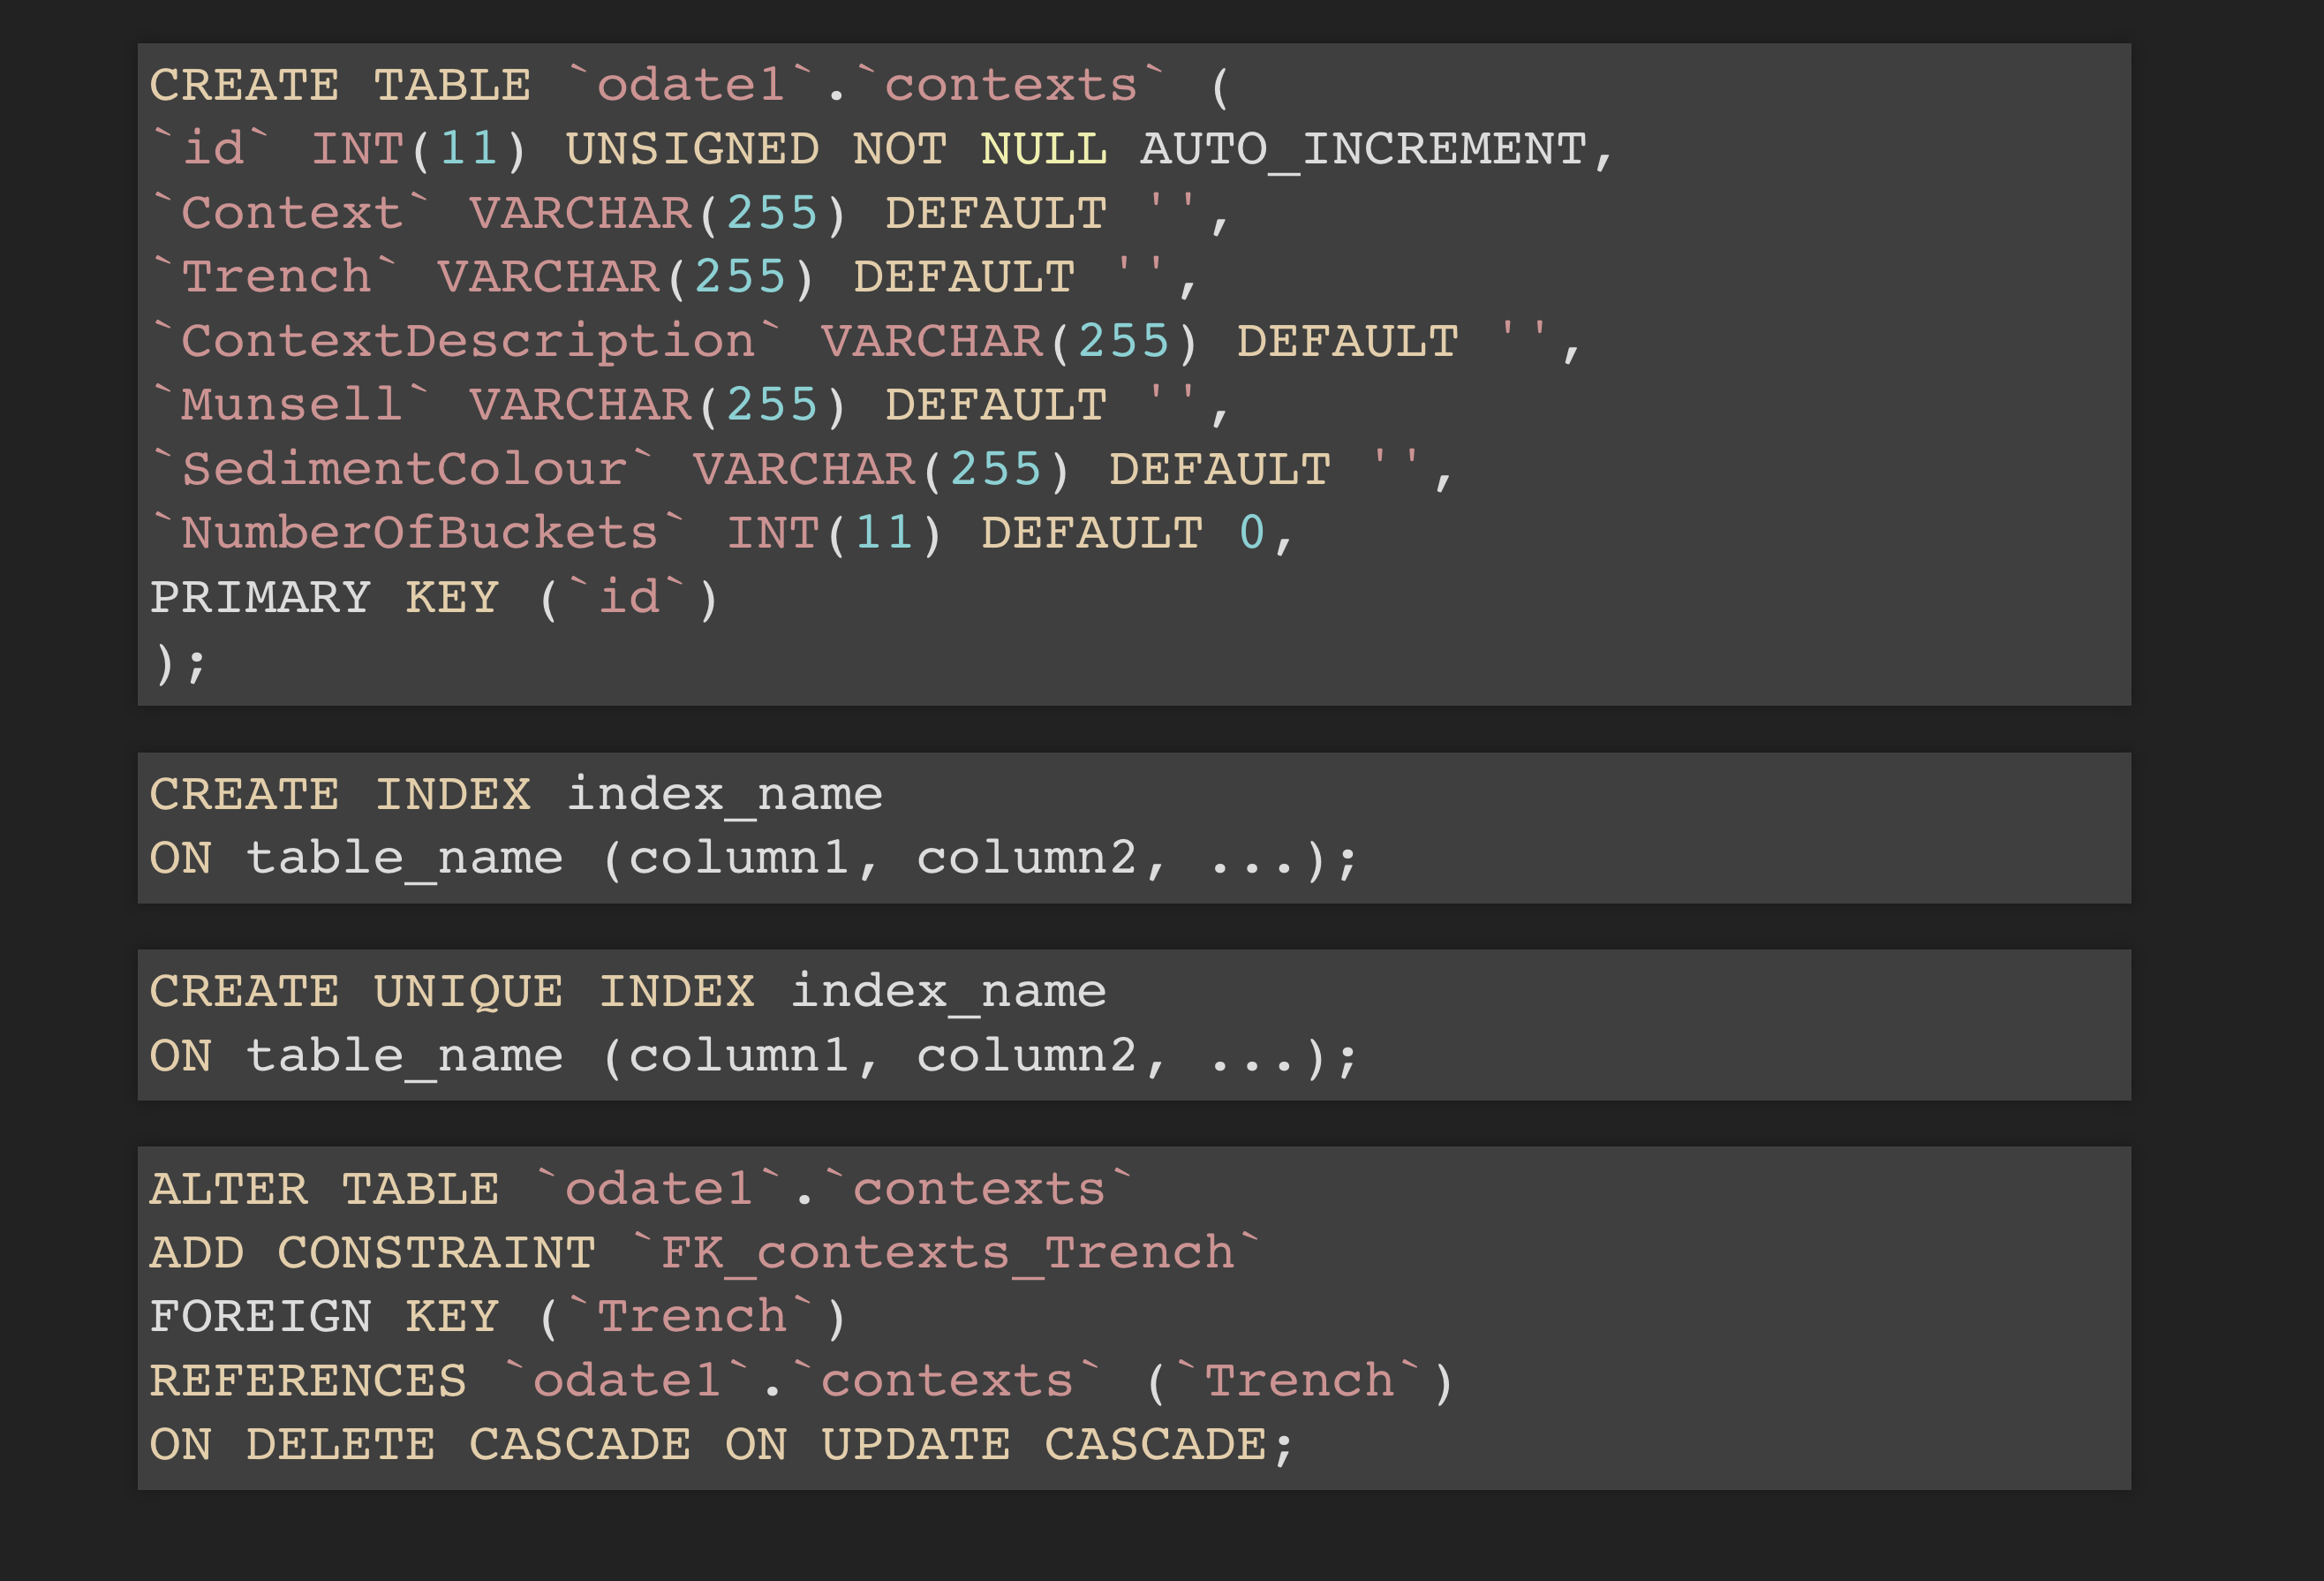 CREATE TABLE `odate1`.`contexts` (
`id` INT(11) UNSIGNED NOT NULL AUTO_INCREMENT,
`Context` VARCHAR(255) DEFAULT '',
`Trench` VARCHAR(255) DEFAULT '',
`ContextDescription` VARCHAR(255) DEFAULT '',
`Munsell` VARCHAR(255) DEFAULT '',
`SedimentColour` VARCHAR(255) DEFAULT '',
`NumberOfBuckets` INT(11) DEFAULT 0,
PRIMARY KEY (`id`)
);
CREATE INDEX index_name
ON table_name (column1, column2, ...);
CREATE UNIQUE INDEX index_name
ON table_name (column1, column2, ...);
ALTER TABLE `odate1`.`contexts`
ADD CONSTRAINT `FK_contexts_Trench`
FOREIGN KEY (`Trench`)
REFERENCES `odate1`.`contexts` (`Trench`)
ON DELETE CASCADE ON UPDATE CASCADE;